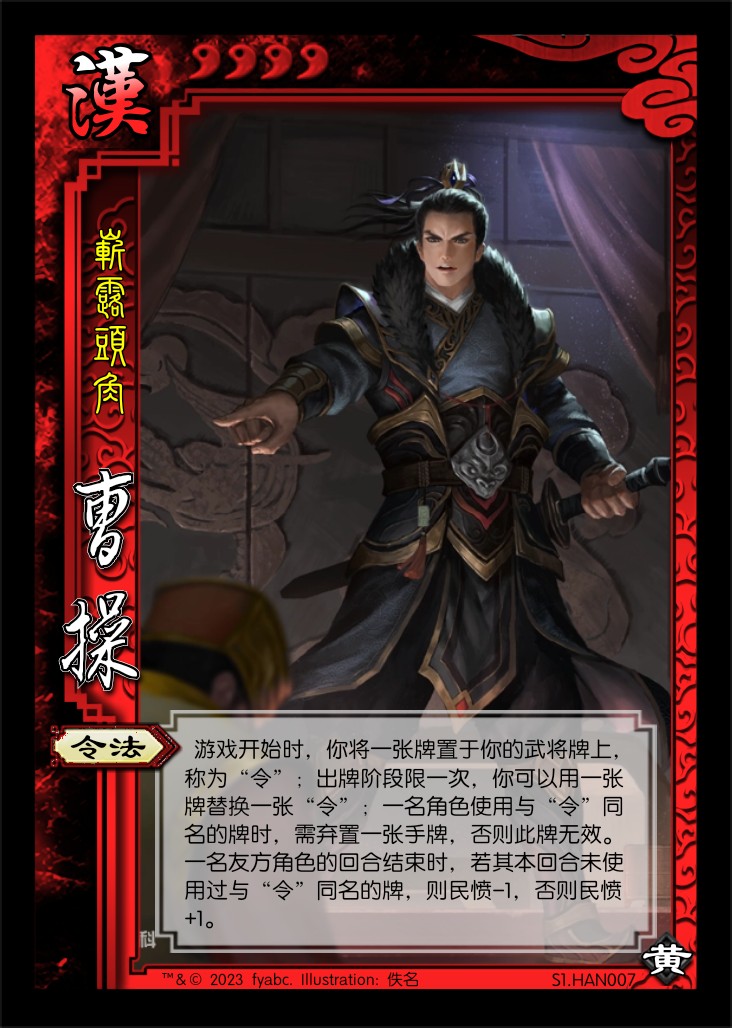 漢
嶄露頭角
曹操
令法
游戏开始时，你将一张牌置于你的武将牌上，
称为“令”；出牌阶段限一次，你可以用一张
牌替换一张“令”；一名角色使用与“令”同
名的牌时，需弃置一张手牌，否则此牌无效。
一名友方角色的回合结束时，若其本回合未使
用过与“令”同名的牌，则民愤-1，否则民愤
+1。
科
黄
™&© 2023 fyabc. Illustration: 佚名
S1.HAN007